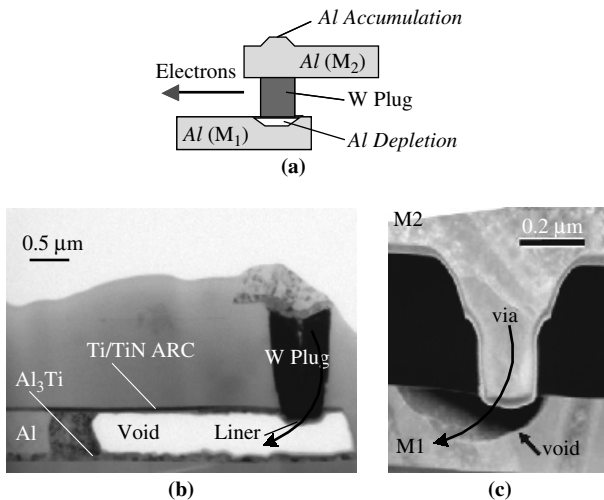 Al Accumulation
Al (M2)
Electrons
W Plug
Al (M1)
Al Depletion
(a)
0.5 μm
Ti/TiN ARC
W Plug
Al3Ti
Al
Void
Liner
(b)
M2
0.2 μm
via
M1
void
(c)